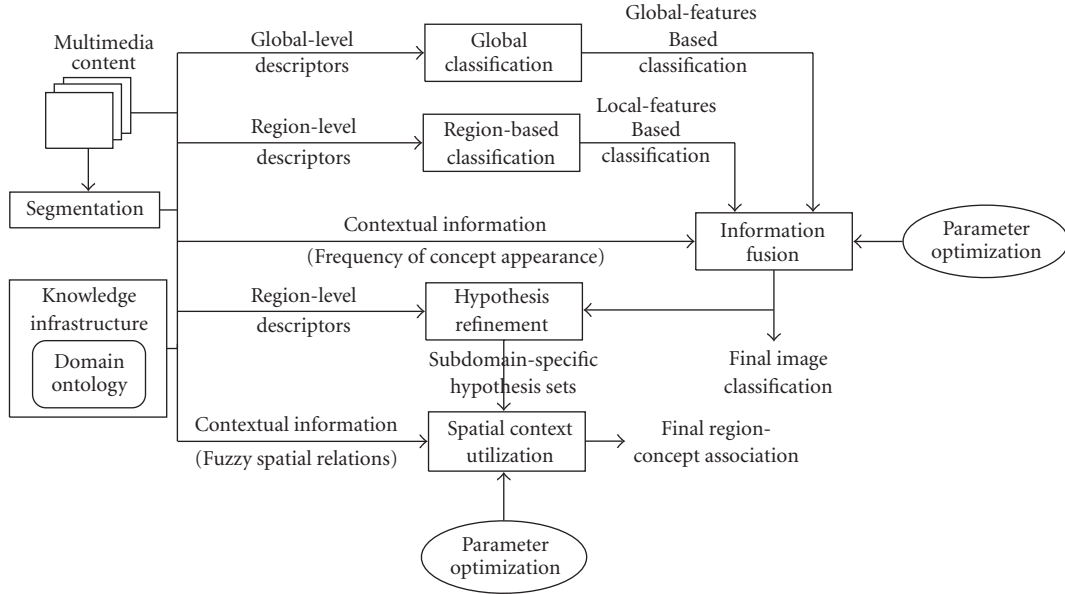 Multimedia
content
Segmentation
Knowledge
infrastructure
Domain
ontology
Global-level
descriptors
Global
classification
Global-features
Based
classification
Region-level
descriptors
Region-based
classification
Local-features
Based
classification
Contextual information
(Frequency of concept appearance)
Information
fusion
Parameter
optimization
Region-level
descriptors
Hypothesis
refinement
Subdomain-specific
hypothesis sets
Final image
classification
Contextual information
(Fuzzy spatial relations)
Spatial context
utilization
Final region-
concept association
Parameter
optimization